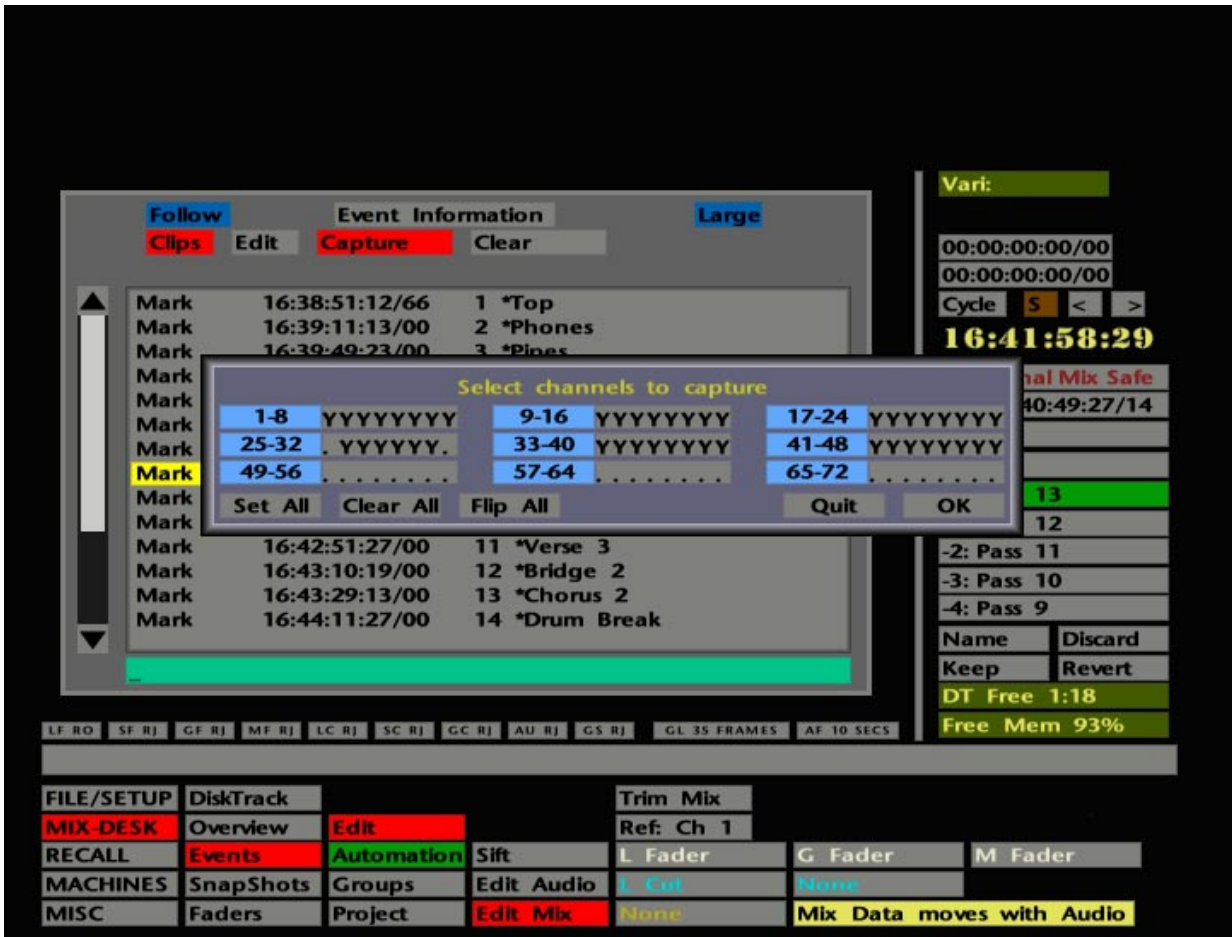 Vari:
Follow Event Information Large
Clips Edit Capture Clear
00:00:00:00/00
00:00:00:00/00
Cycle S < >
16:41:58:29
Mark 16:38:51:12/66 1 *Top
Mark 16:39:11:13/00 2 *Phones
Mark 16:39:49:23/00 3 *Pipes
Mark
Mark
Mark
Mark
Mark
Mark
Mark
Select channels to capture
1-8 YYYYYYYY 9-16 YYYYYYYY 17-24 YYYYYYYY
25-32 . YYYYYY. 33-40 YYYYYYYY 41-48 YYYYYYYY
49-56 . . . . . . . . 57-64 . . . . . . . . 65-72 . . . . . . . .
Set All Clear All Flip All Quit OK
Mark 16:42:51:27/00 11 *Verse 3
Mark 16:43:10:19/00 12 *Bridge 2
Mark 16:43:29:13/00 13 *Chorus 2
Mark 16:44:11:27/00 14 *Drum Break
_
Mix Safe
40:49:27/14
13
12
-2: Pass 11
-3: Pass 10
-4: Pass 9
Name Discard
Keep Revert
DT Free 1:18
Free Mem 93%
LF RO SF RJ GF RJ MF RJ LC RJ SC RJ GC RJ AU RJ GS RJ GL 35 FRAMES AF 10 SECS
FILE/SETUP DiskTrack Trim Mix
MIX-DESK Overview Edit Ref: Ch 1
RECALL Events Automation Sift L Fader G Fader M Fader
MACHINES SnapShots Groups Edit Audio L Cut None
MISC Faders Project Edit Mix None Mix Data moves with Audio